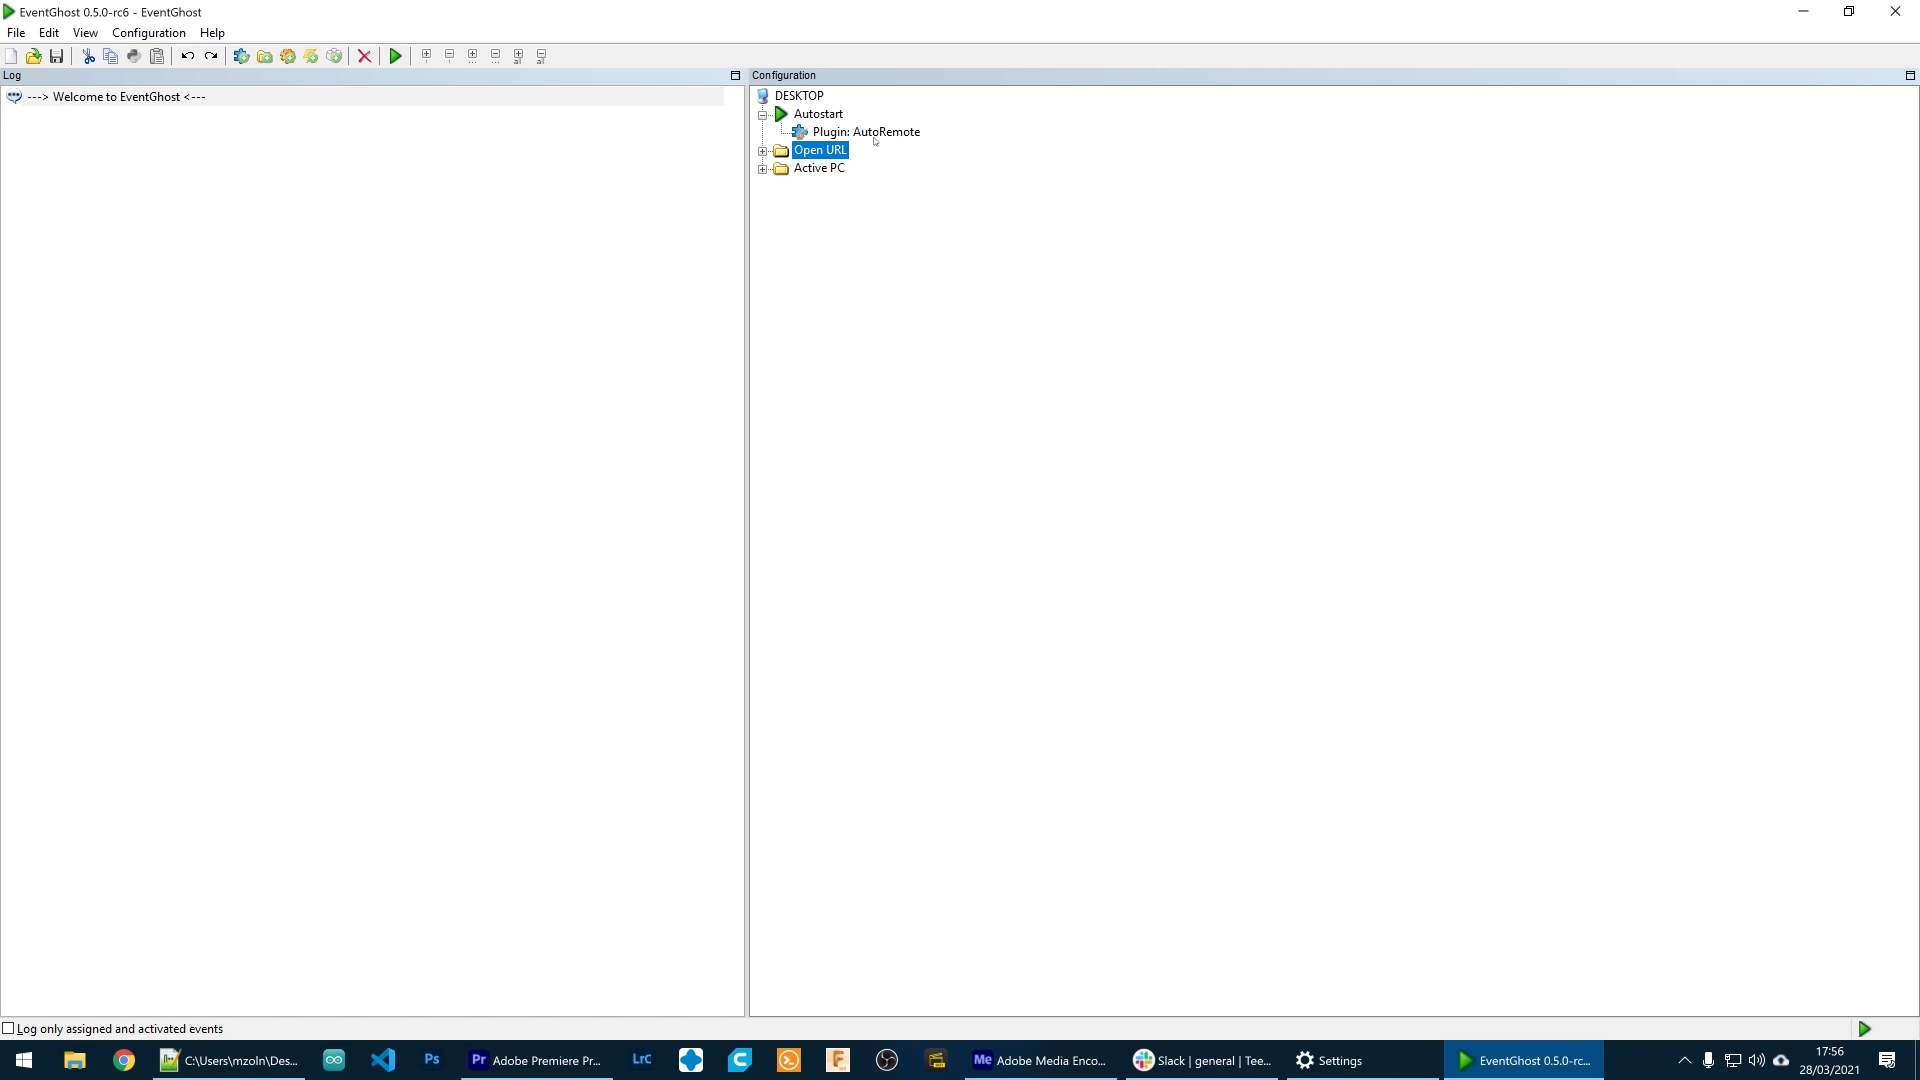 EventGhost 0.5.0-rc6 - EventGhost
File Edit View Configuration Help
Log
Configuration
---> Welcome to EventGhost <---
DESKTOP
Autostart
Plugin: AutoRemote
Open URL
Active PC
Log only assigned and activated events
C:\Users\mzoln\Des...
Ps
Pr Adobe Premiere Pr...
LrC
Me Adobe Media Enco...
Slack | general | Tee...
Settings
EventGhost 0.5.0-rc...
17:56
28/03/2021